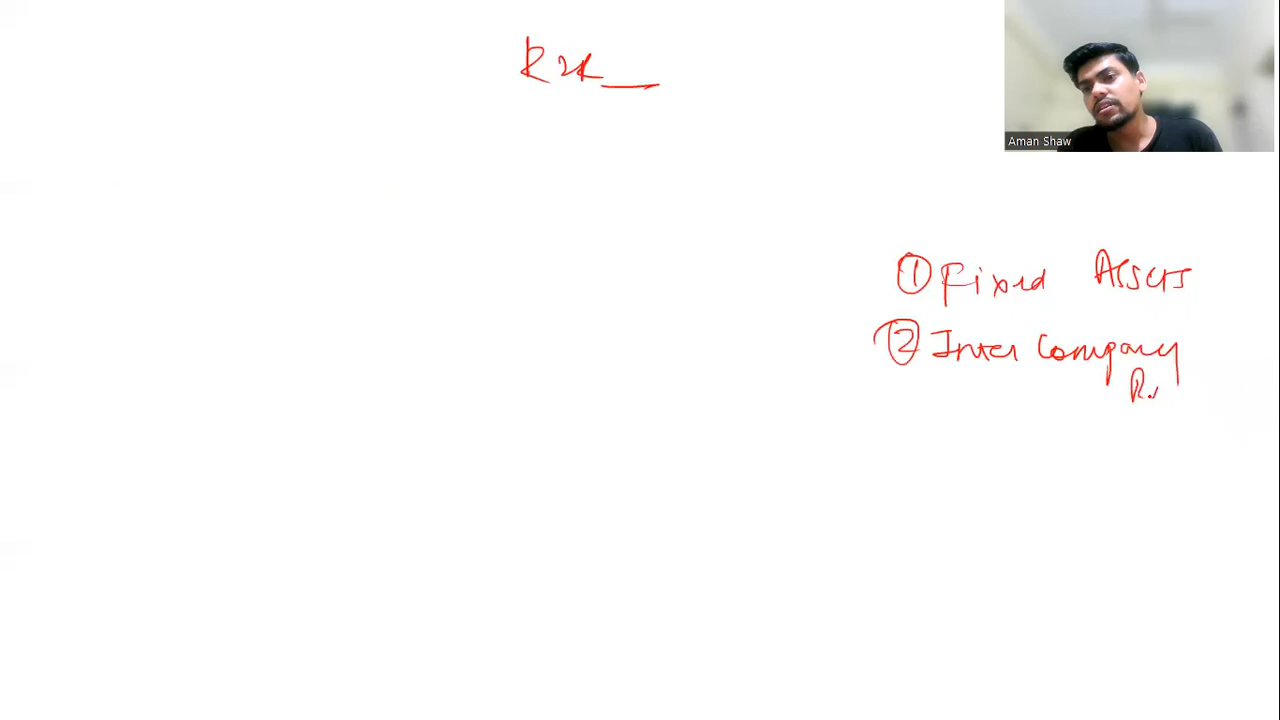 R2R
Aman Shaw
① Fixed Assets
② Inter Company
R.